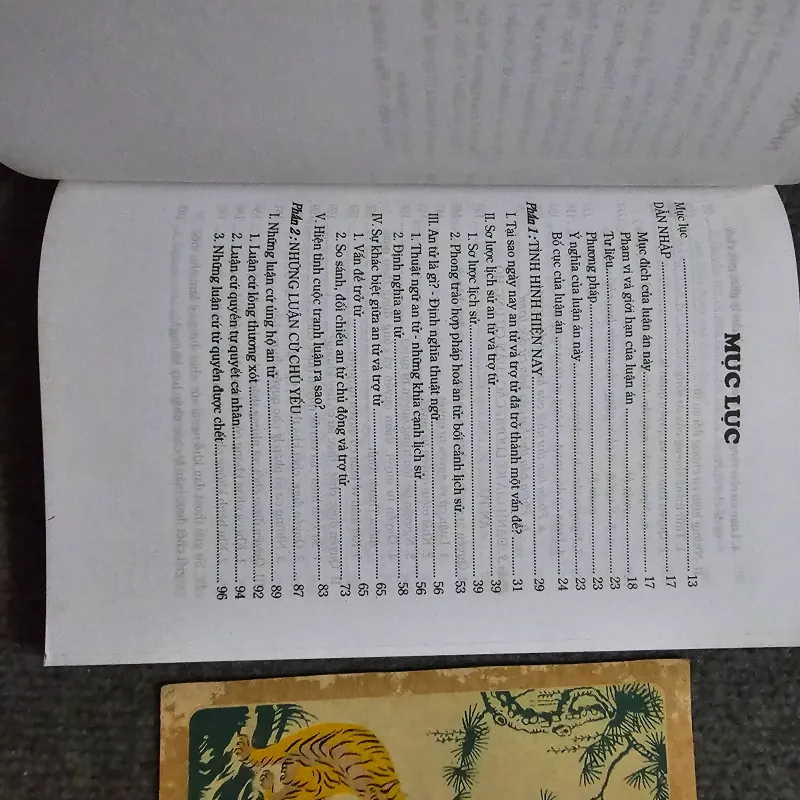 MỤC LỤC
Mục lục.......................................................13
DẪN NHẬP.......................................................17
Mục đích của luận án này.......................................................17
Phạm vi và giới hạn của luận án.......................................................18
Tư liệu.......................................................23
Phương pháp.......................................................23
Ý nghĩa của luận án này.......................................................23
Bố cục của luận án.......................................................24
Phần 1: TÌNH HÌNH HIỆN NAY.......................................................29
I. Tại sao ngày nay an tử và trợ tử đã trở thành một vấn đề?.......................................................31
II. Sơ lược lịch sử an tử và trợ tử.......................................................39
1. Sơ lược lịch sử.......................................................39
2. Phong trào hợp pháp hoá an tử: bối cảnh lịch sử.......................................................53
III. An tử là gì? - Định nghĩa thuật ngữ.......................................................56
1. Thuật ngữ an tử - những khía cạnh lịch sử.......................................................56
2. Định nghĩa an tử.......................................................58
IV. Sự khác biệt giữa an tử và trợ tử.......................................................65
1. Vấn đề trợ tử.......................................................65
2. So sánh, đối chiếu an tử chủ động và trợ tử.......................................................73
V. Hiện tình cuộc tranh luận ra sao?.......................................................83
Phần 2: NHỮNG LUẬN CỨ CHỦ YẾU.......................................................87
I. Những luận cứ ủng hộ an tử.......................................................89
1. Luận cứ lòng thương xót.......................................................92
2. Luận cứ quyền tự quyết cá nhân.......................................................94
3. Những luận cứ từ quyền được chết.......................................................96